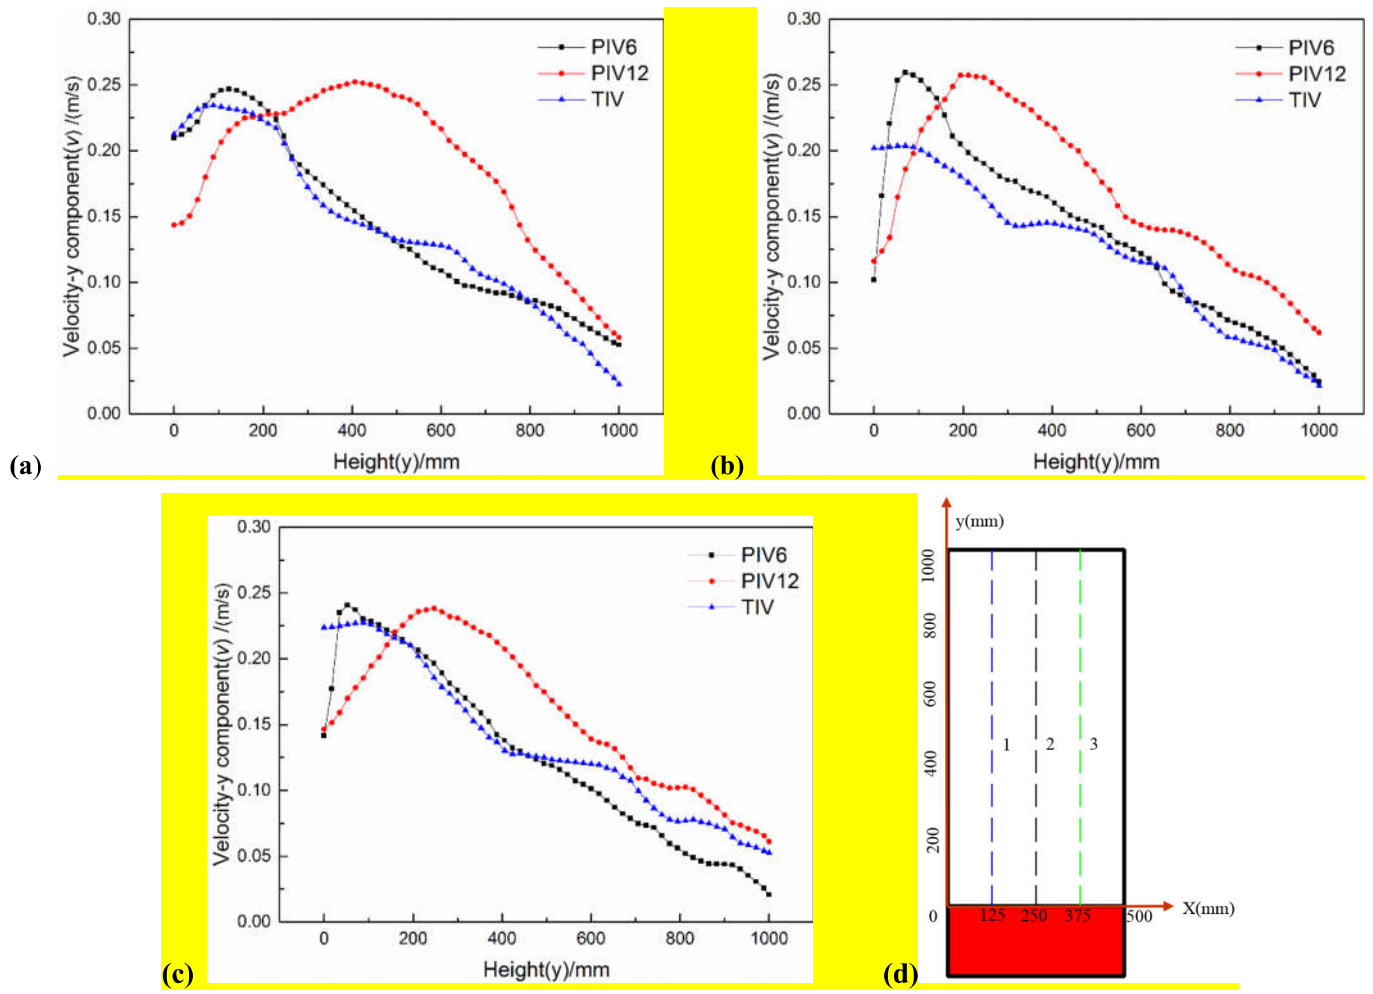 0.30
0.25
0.20
0.15
0.10
0.05
0.00
Velocity-y component(v) /(m/s)
PIV6
PIV12
TIV
0 200 400 600 800 1000
Height(y)/mm
(a)
0.30
0.25
0.20
0.15
0.10
0.05
0.00
Velocity-y component(v) /(m/s)
PIV6
PIV12
TIV
0 200 400 600 800 1000
Height(y)/mm
(b)
0.30
0.25
0.20
0.15
0.10
0.05
0.00
Velocity-y component(v) /(m/s)
PIV6
PIV12
TIV
0 200 400 600 800 1000
Height(y)/mm
(c)
y(mm)
1000
800
600
400
200
1 2 3
0 125 250 375 500
X(mm)
(d)